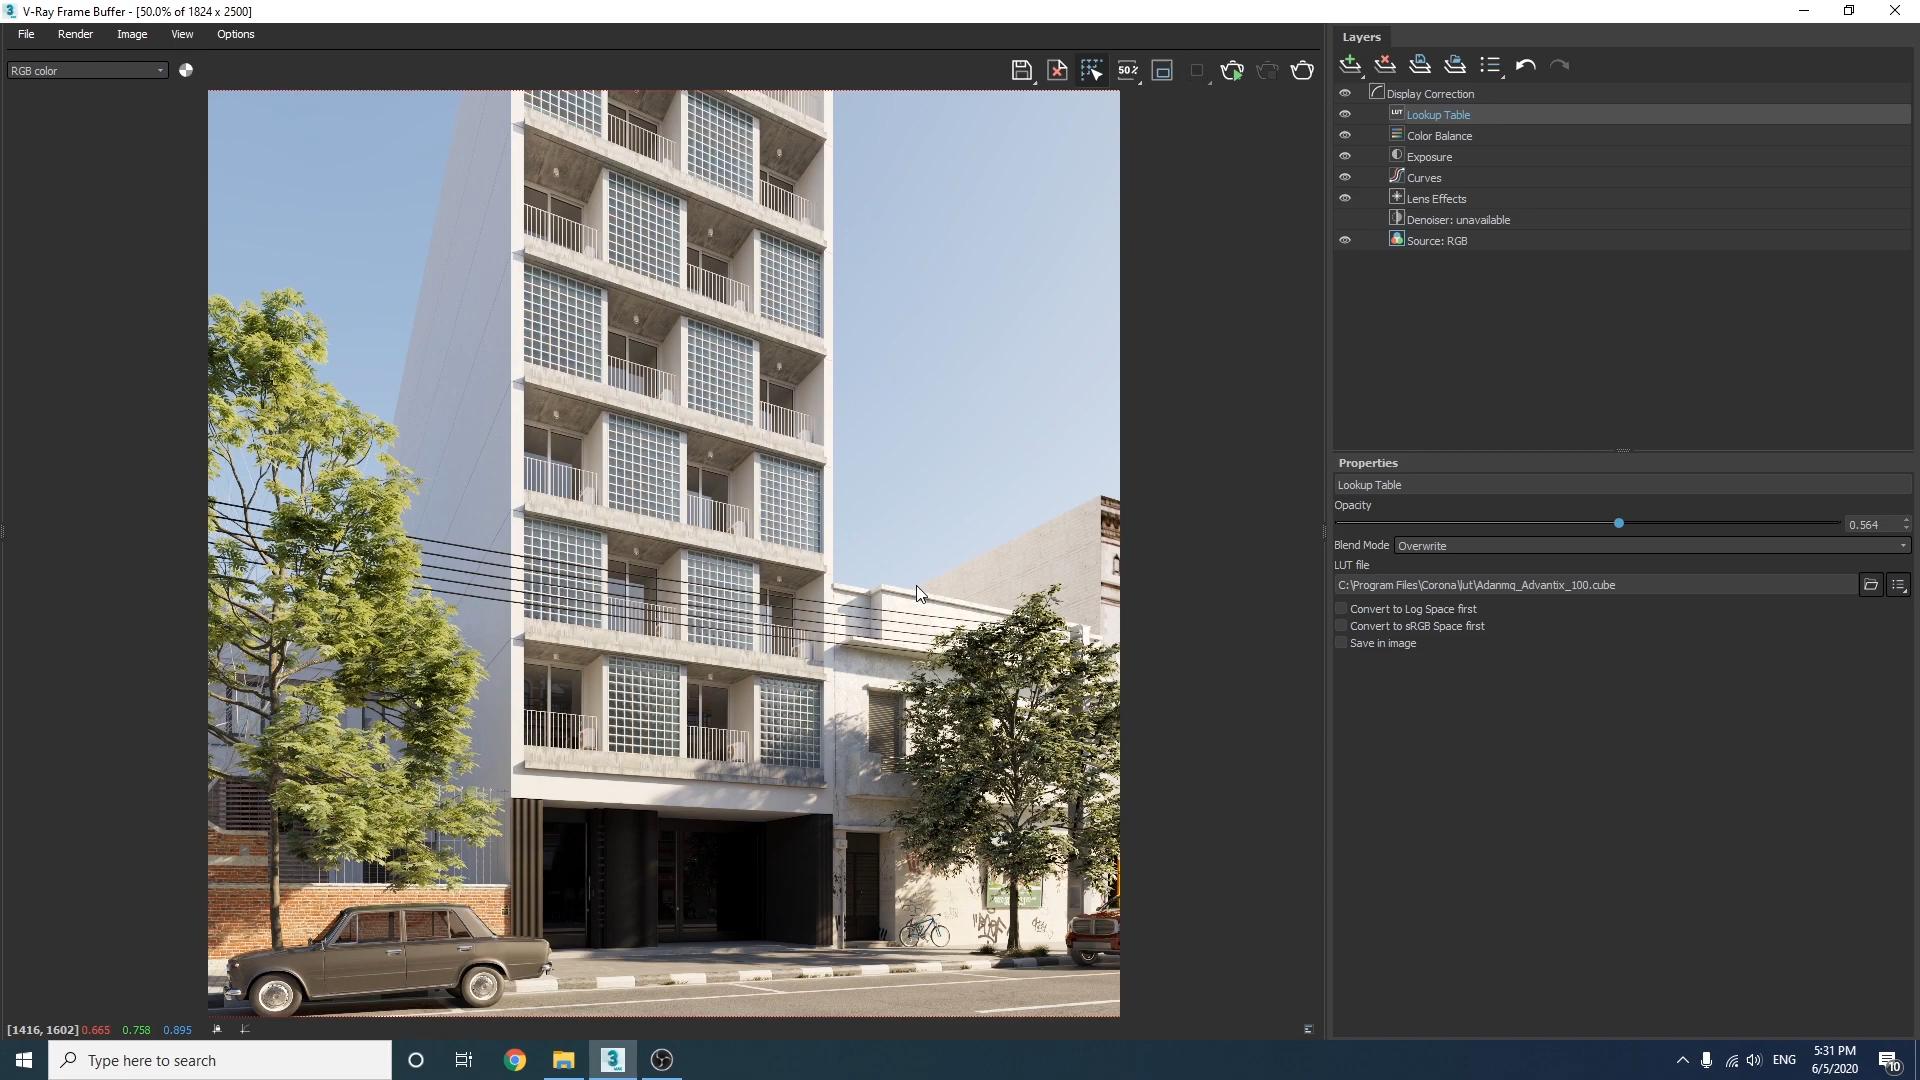 V-Ray Frame Buffer - [50.0% of 1824 x 2500]
File Render Image View Options
RGB color
50%
Layers
Display Correction
LUT Lookup Table
Color Balance
Exposure
Curves
Lens Effects
Denoiser: unavailable
Source: RGB
Properties
Lookup Table
Opacity
0.564
Blend Mode Overwrite
LUT file
C:\Program Files\Corona\lut\Adanmq_Advantix_100.cube
Convert to Log Space first
Convert to sRGB Space first
Save in image
[1416, 1602] 0.665 0.758 0.895
Type here to search
3
ENG
5:31 PM
6/5/2020
10